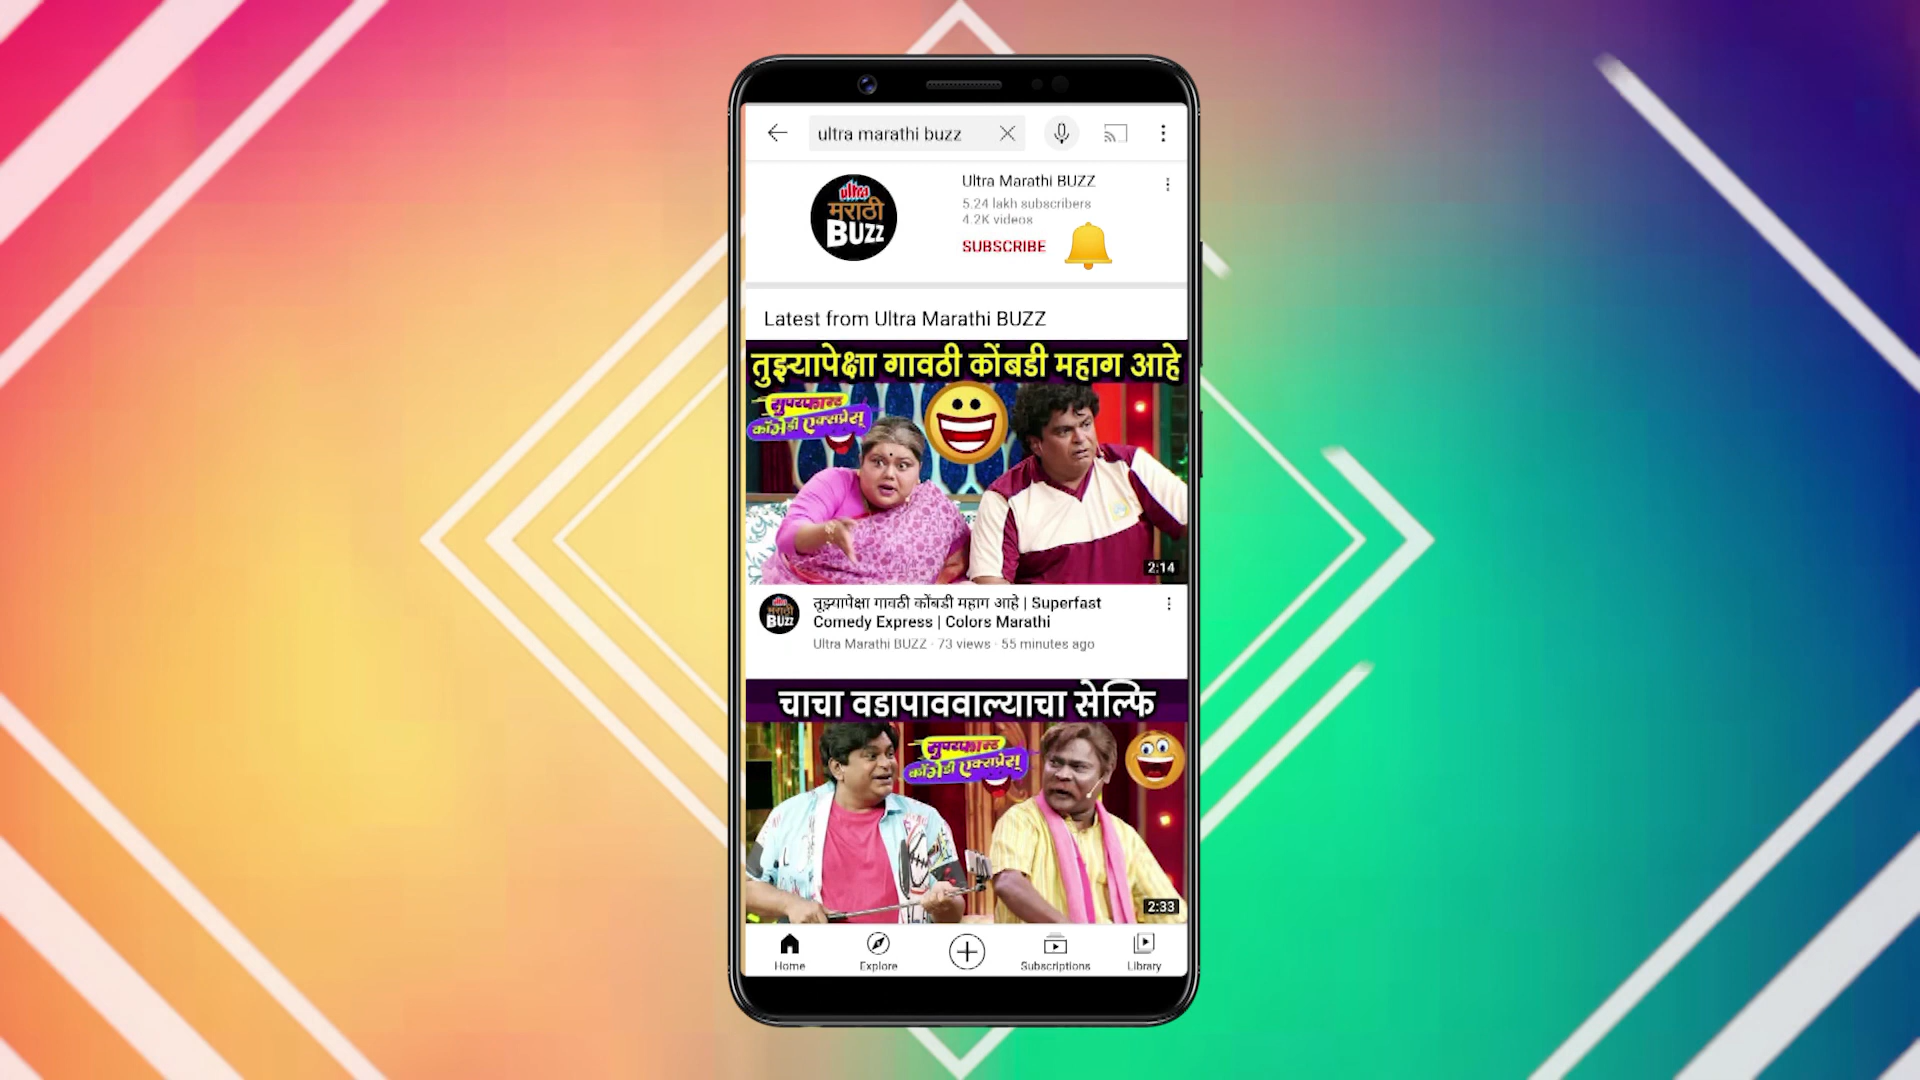 ultra marathi buzz
ultra
मराठी
BUZZ
Ultra Marathi BUZZ
5.24 lakh subscribers
4.2K videos
SUBSCRIBE
Latest from Ultra Marathi BUZZ
तुझ्यापेक्षा गावठी कोंबडी महाग आहे
सुपरफास्ट
कॉमेडी एक्सप्रेस्
2:14
ultra
मराठी
BUZZ
तुझ्यापेक्षा गावठी कोंबडी महाग आहे | Superfast
Comedy Express | Colors Marathi
Ultra Marathi BUZZ · 73 views · 55 minutes ago
चाचा वडापाववाल्याचा सेल्फि
सुपरफास्ट
कॉमेडी एक्सप्रेस्
2:33
Home
Explore
Subscriptions
Library